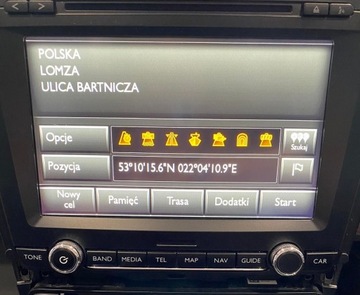 POLSKA
LOMZA
ULICA BARTNICZA
Opcje
Szukaj
Pozycja 53°10'15.6"N 022°04'10.9"E
Nowy cel Pamięć Trasa Dodatki Start
TONE BAND MEDIA TEL MAP NAV GUIDE CAR